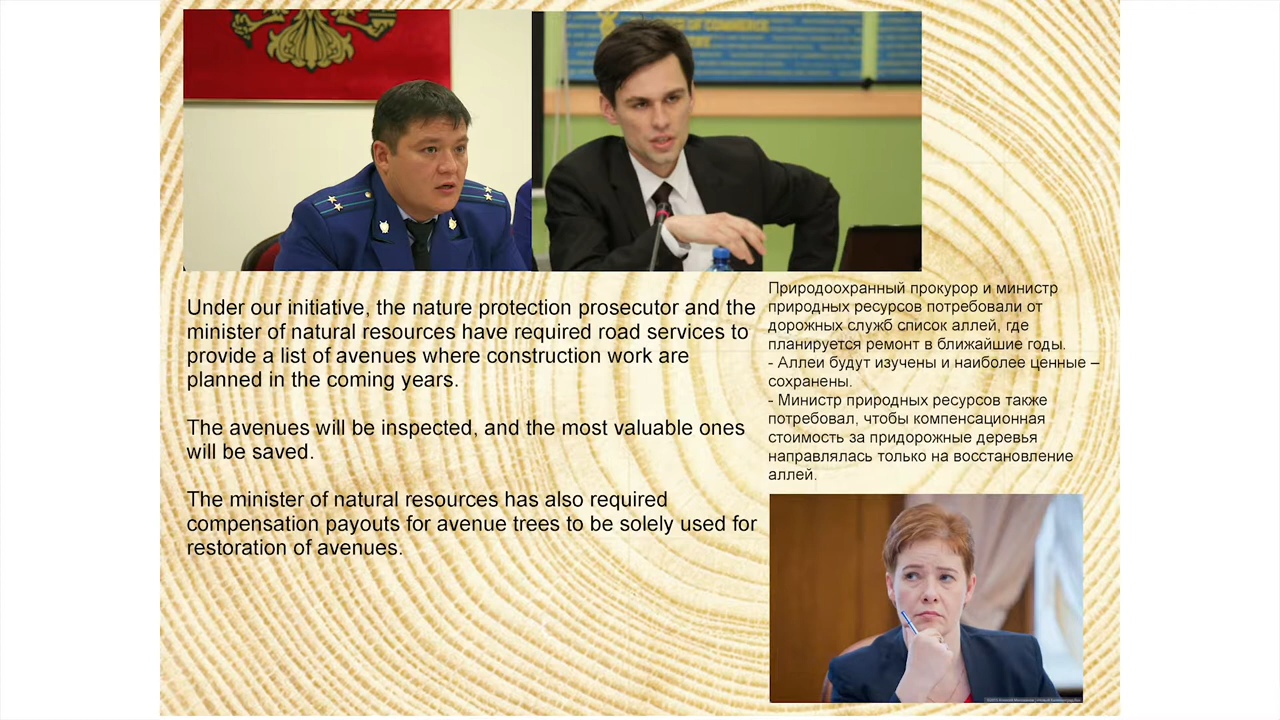 OF COMMERCE
Under our initiative, the nature protection prosecutor and the
minister of natural resources have required road services to
provide a list of avenues where construction work are
planned in the coming years.
The avenues will be inspected, and the most valuable ones
will be saved.
The minister of natural resources has also required
compensation payouts for avenue trees to be solely used for
restoration of avenues.
Природоохранный прокурор и министр
природных ресурсов потребовали от
дорожных служб список аллей, где
планируется ремонт в ближайшие годы.
- Аллеи будут изучены и наиболее ценные –
сохранены.
- Министр природных ресурсов также
потребовал, чтобы компенсационная
стоимость за придорожные деревья
направлялась только на восстановление
аллей.